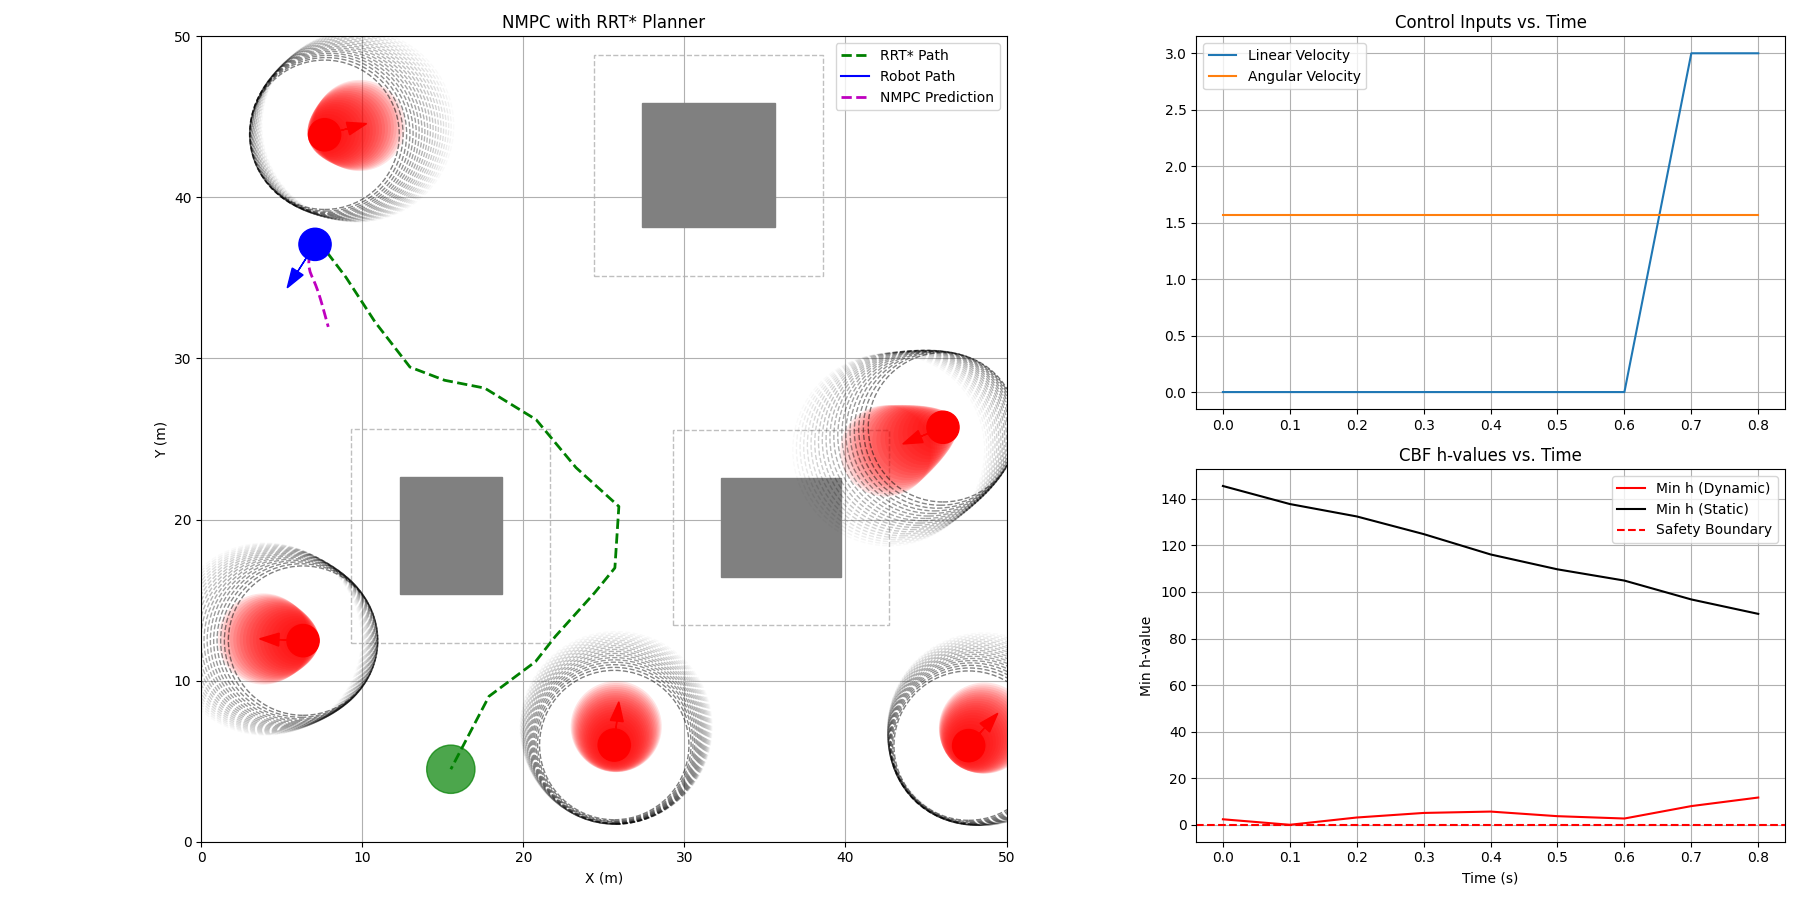 NMPC with RRT* Planner
50
40
30
20
10
0
Y (m)
0 10 20 30 40 50
X (m)
RRT* Path
Robot Path
NMPC Prediction
Control Inputs vs. Time
3.0
2.5
2.0
1.5
1.0
0.5
0.0
Linear Velocity
Angular Velocity
0.0 0.1 0.2 0.3 0.4 0.5 0.6 0.7 0.8
CBF h-values vs. Time
140
120
100
80
60
40
20
0
Min h-value
Min h (Dynamic)
Min h (Static)
Safety Boundary
0.0 0.1 0.2 0.3 0.4 0.5 0.6 0.7 0.8
Time (s)